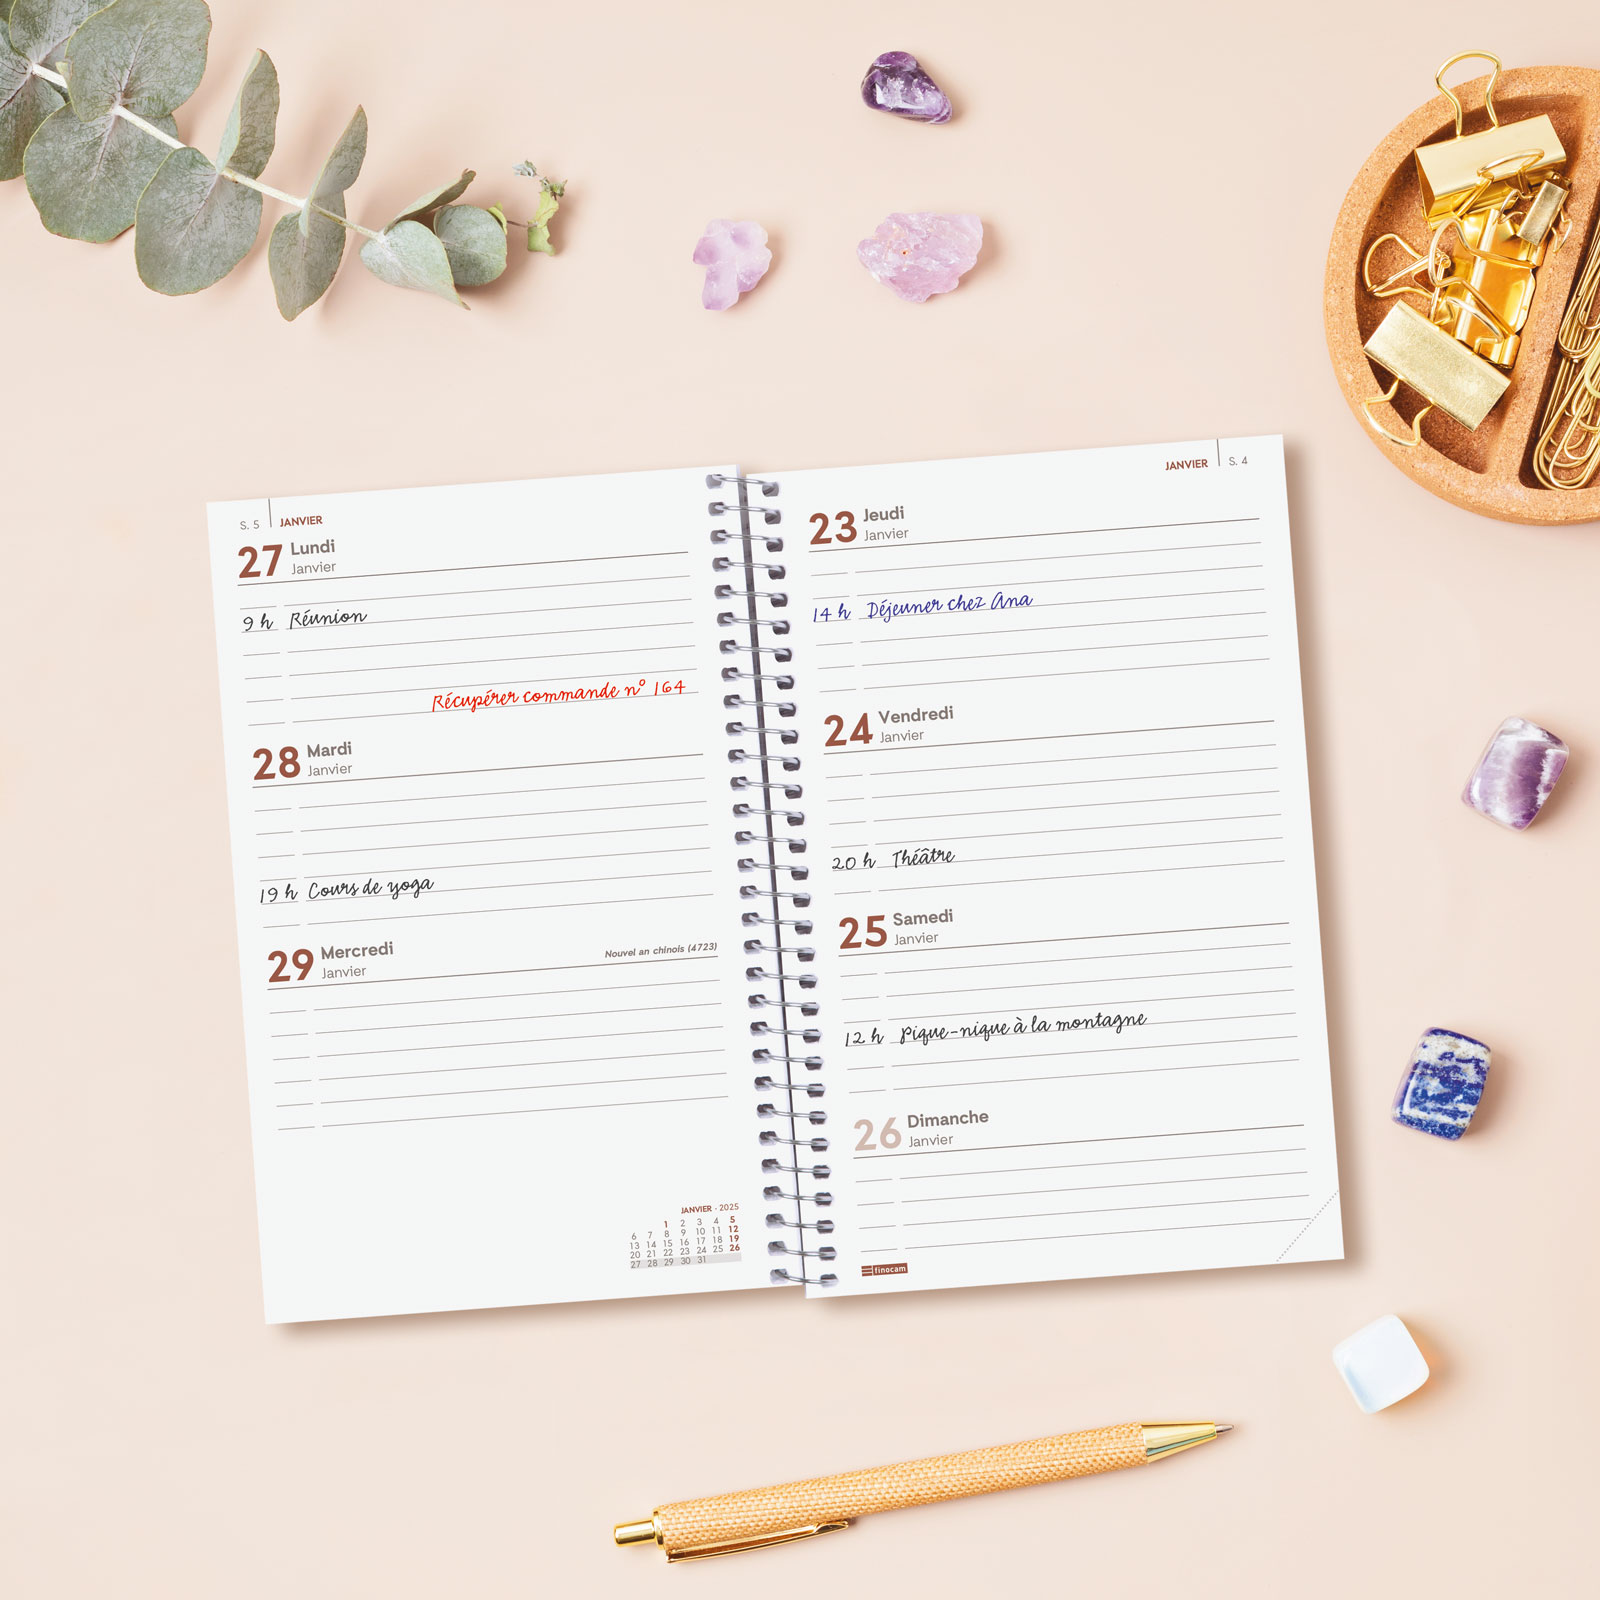 S. 5 JANVIER
27 Lundi
Janvier
9 h Réunion
Récupérer commande n° 164
28 Mardi
Janvier
19 h Cours de yoga
29 Mercredi
Janvier
Nouvel an chinois (4723)
JANVIER - 2025
1 2 3 4 5
6 7 8 9 10 11 12
13 14 15 16 17 18 19
20 21 22 23 24 25 26
27 28 29 30 31
JANVIER S. 4
23 Jeudi
Janvier
14 h Déjeuner chez Ana
24 Vendredi
Janvier
20 h Théâtre
25 Samedi
Janvier
12 h Pique-nique à la montagne
26 Dimanche
Janvier
finocam